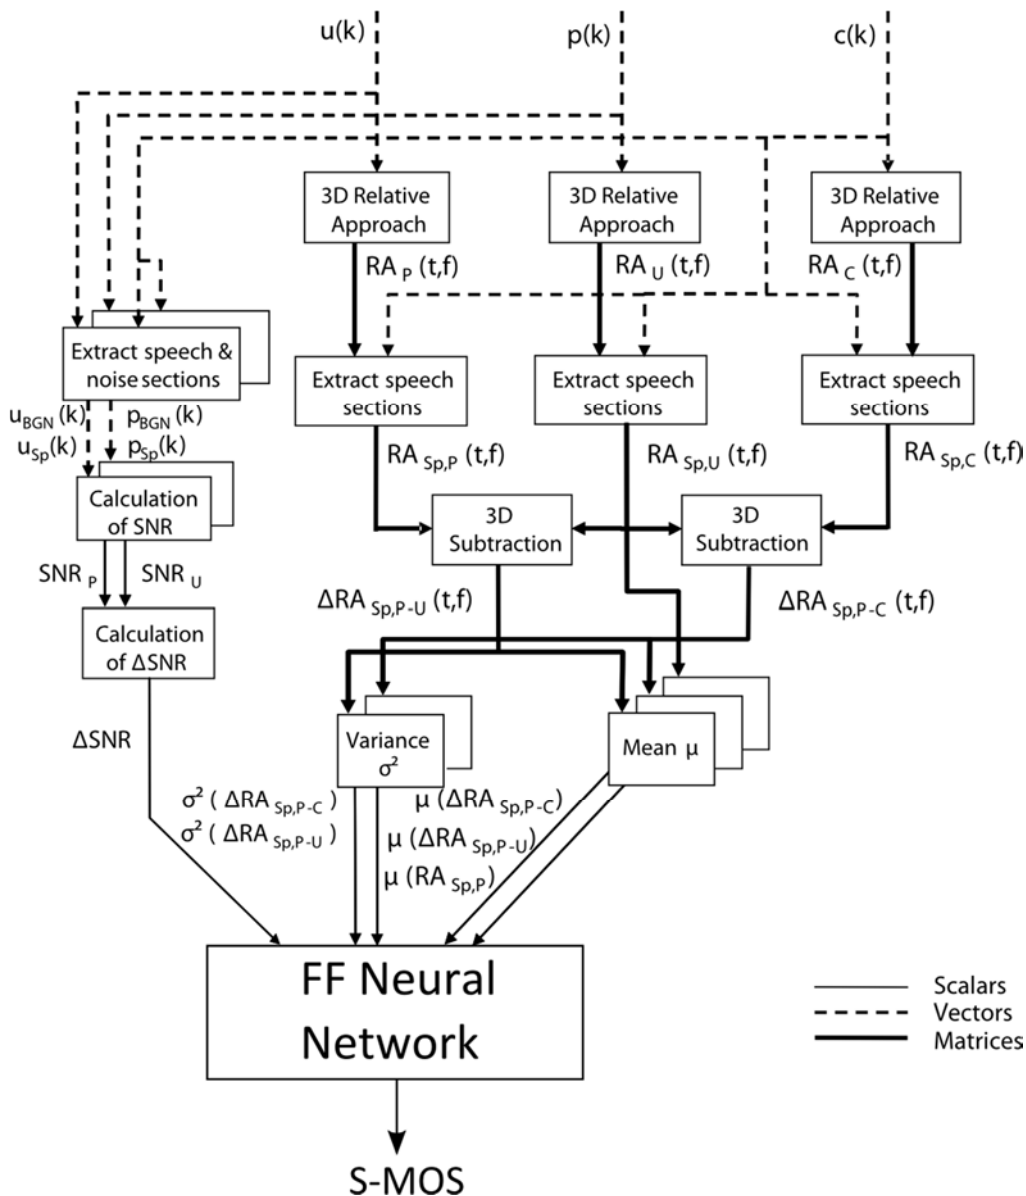 u(k)
p(k)
c(k)
3D Relative
Approach
3D Relative
Approach
3D Relative
Approach
RA P (t,f)
RA U (t,f)
RA C (t,f)
Extract speech &
noise sections
Extract speech
sections
Extract speech
sections
Extract speech
sections
uBGN (k)
pBGN (k)
uSp(k)
pSp(k)
RA Sp,P (t,f)
RA Sp,U (t,f)
RA Sp,C (t,f)
Calculation
of SNR
3D
Subtraction
3D
Subtraction
SNR P
SNR U
ΔRA Sp,P-U (t,f)
ΔRA Sp,P-C (t,f)
Calculation
of ΔSNR
Variance
σ²
Mean μ
ΔSNR
σ² ( ΔRA Sp,P-C)
σ² ( ΔRA Sp,P-U)
μ (ΔRA Sp,P-C)
μ (ΔRA Sp,P-U)
μ (RA Sp,P)
FF Neural
Network
Scalars
Vectors
Matrices
S-MOS